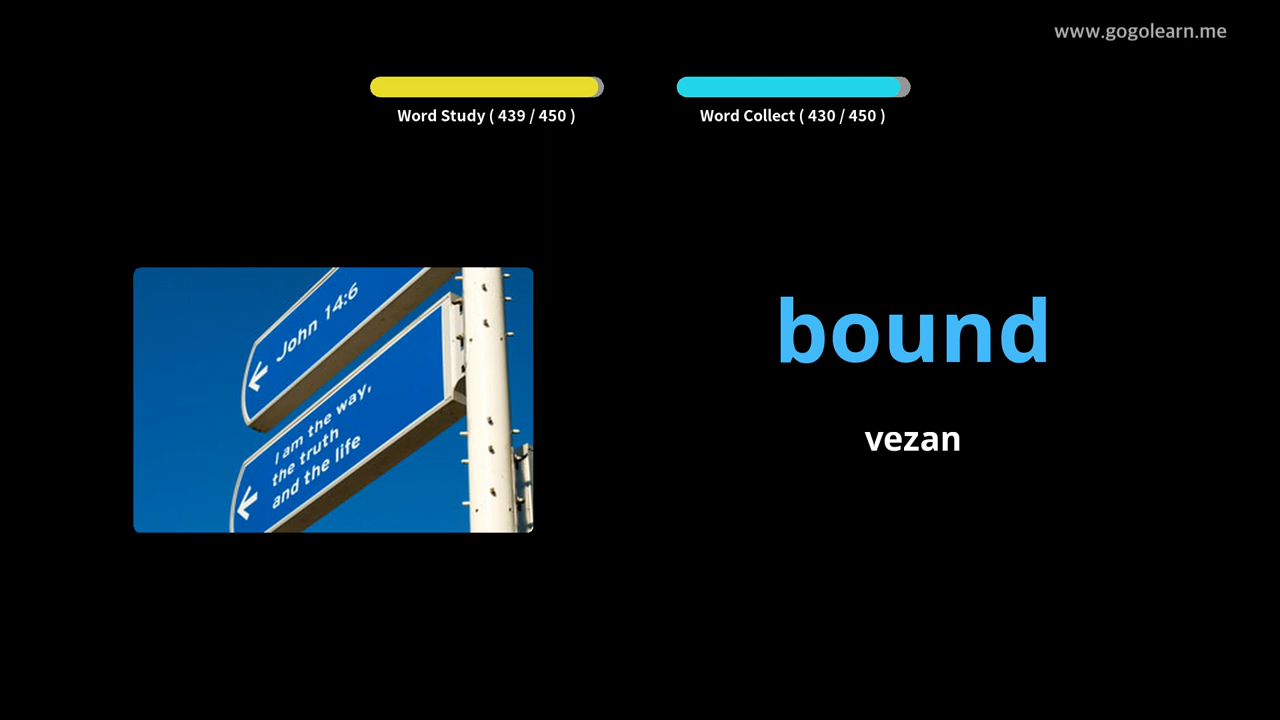 www.gogolearn.me
Word Study ( 439 / 450 )
Word Collect ( 430 / 450 )
John 14:6
I am the way,
the truth
and the life
bound
vezan